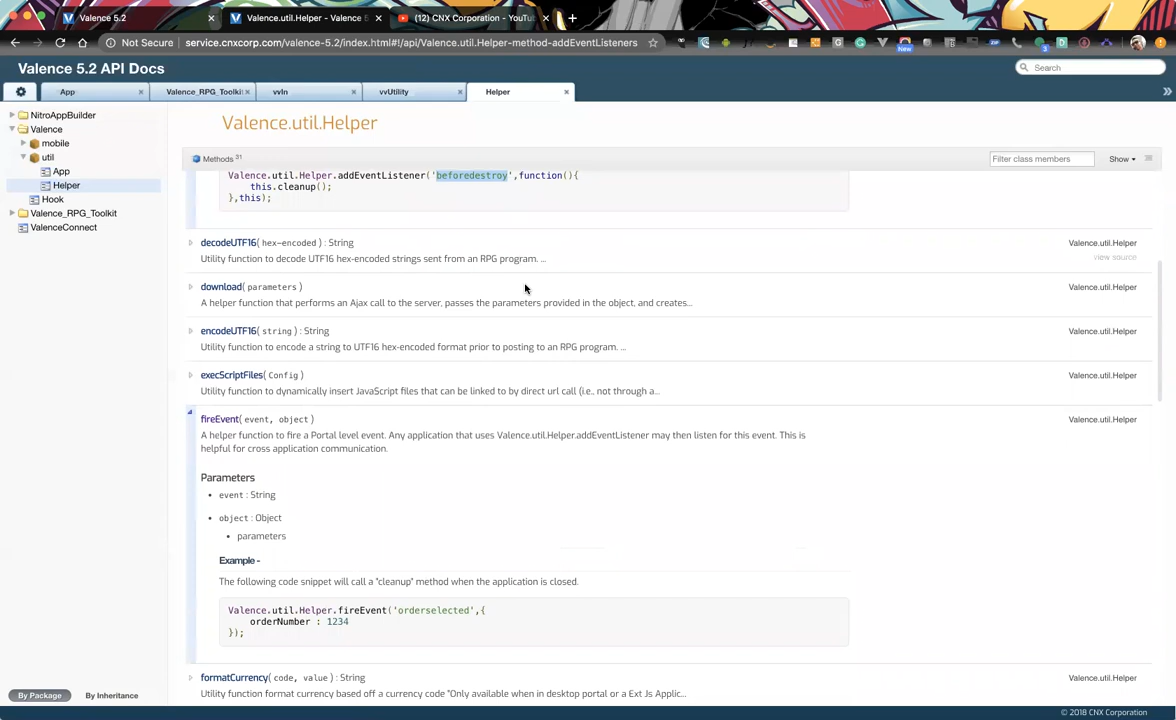 Valence 5.2
Valence.util.Helper - Valence 5
(12) CNX Corporation - YouTu
Not Secure
service.cnxcorp.com/valence-5.2/index.html#!/api/Valence.util.Helper-method-addEventListeners
New
Valence 5.2 API Docs
Search
App
Valence_RPG_Toolki
vvIn
vvUtility
Helper
NitroAppBuilder
Valence
mobile
util
App
Helper
Hook
Valence_RPG_Toolkit
ValenceConnect
Valence.util.Helper
Methods 31
Filter class members
Show
Valence.util.Helper.addEventListener('beforedestroy',function(){
this.cleanup();
},this);
decodeUTF16( hex-encoded ) : String
Valence.util.Helper
view source
Utility function to decode UTF16 hex-encoded strings sent from an RPG program. ...
download( parameters )
Valence.util.Helper
A helper function that performs an Ajax call to the server, passes the parameters provided in the object, and creates...
encodeUTF16( string ) : String
Valence.util.Helper
Utility function to encode a string to UTF16 hex-encoded format prior to posting to an RPG program. ...
execScriptFiles( Config )
Valence.util.Helper
Utility function to dynamically insert JavaScript files that can be linked to by direct url call (i.e., not through a...
fireEvent( event, object )
Valence.util.Helper
A helper function to fire a Portal level event. Any application that uses Valence.util.Helper.addEventListener may then listen for this event. This is
helpful for cross application communication.
Parameters
• event : String
• object : Object
• parameters
Example -
The following code snippet will call a "cleanup" method when the application is closed.
Valence.util.Helper.fireEvent('orderselected',{
orderNumber : 1234
});
formatCurrency( code, value ) : String
Valence.util.Helper
Utility function format currency based off a currency code "Only available when in desktop portal or a Ext Js Applic...
By Package
By Inheritance
© 2018 CNX Corporation